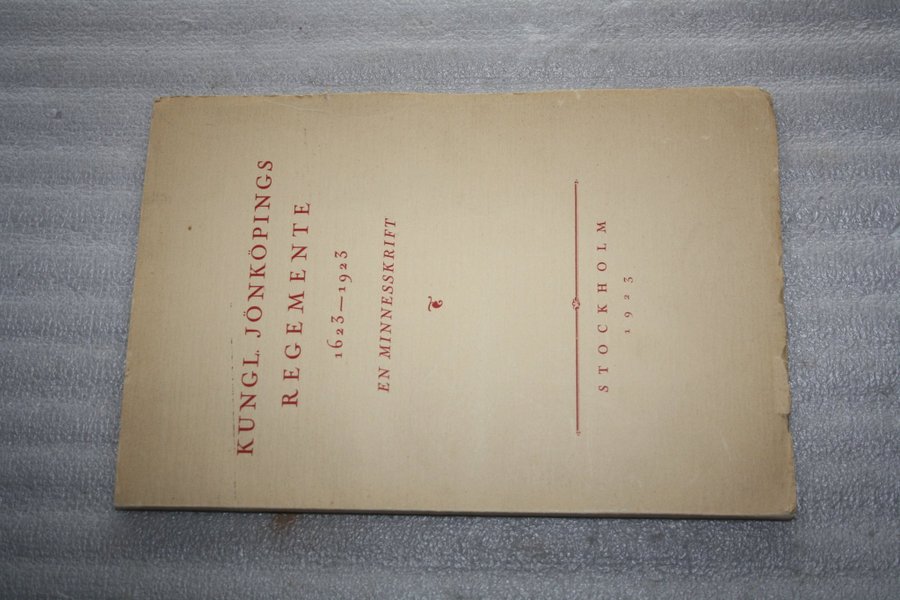 KUNGL. JÖNKÖPINGS
REGEMENTE
1623—1923
EN MINNESSKRIFT
STOCKHOLM
1923